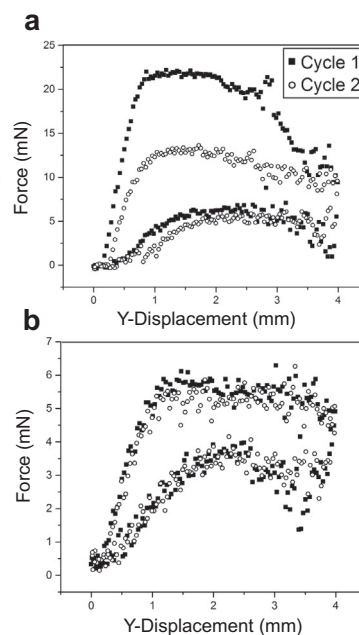 a
25
20
15
10
5
0
Force (mN)
■ Cycle 1
○ Cycle 2
0 1 2 3 4
Y-Displacement (mm)
b
7
6
5
4
3
2
1
0
Force (mN)
0 1 2 3 4
Y-Displacement (mm)